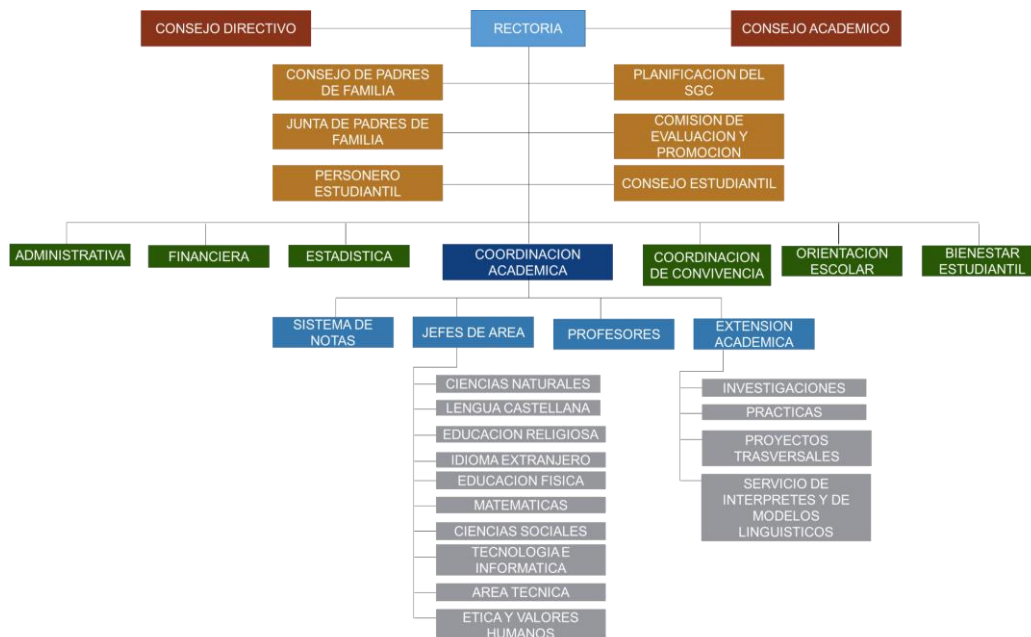 CONSEJO DIRECTIVO
RECTORIA
CONSEJO ACADEMICO
CONSEJO DE PADRES
DE FAMILIA
PLANIFICACION DEL
SGC
JUNTA DE PADRES DE
FAMILIA
COMISION DE
EVALUACION Y
PROMOCION
PERSONERO
ESTUDIANTIL
CONSEJO ESTUDIANTIL
ADMINISTRATIVA
FINANCIERA
ESTADISTICA
COORDINACION
ACADEMICA
COORDINACION
DE CONVIVENCIA
ORIENTACION
ESCOLAR
BIENESTAR
ESTUDIANTIL
SISTEMA DE
NOTAS
JEFES DE AREA
PROFESORES
EXTENSION
ACADEMICA
CIENCIAS NATURALES
LENGUA CASTELLANA
EDUCACION RELIGIOSA
IDIOMA EXTRANJERO
EDUCACION FISICA
MATEMATICAS
CIENCIAS SOCIALES
TECNOLOGIA E
INFORMATICA
AREA TECNICA
ETICA Y VALORES
HUMANOS
INVESTIGACIONES
PRACTICAS
PROYECTOS
TRASVERSALES
SERVICIO DE
INTERPRETES Y DE
MODELOS
LINGUISTICOS